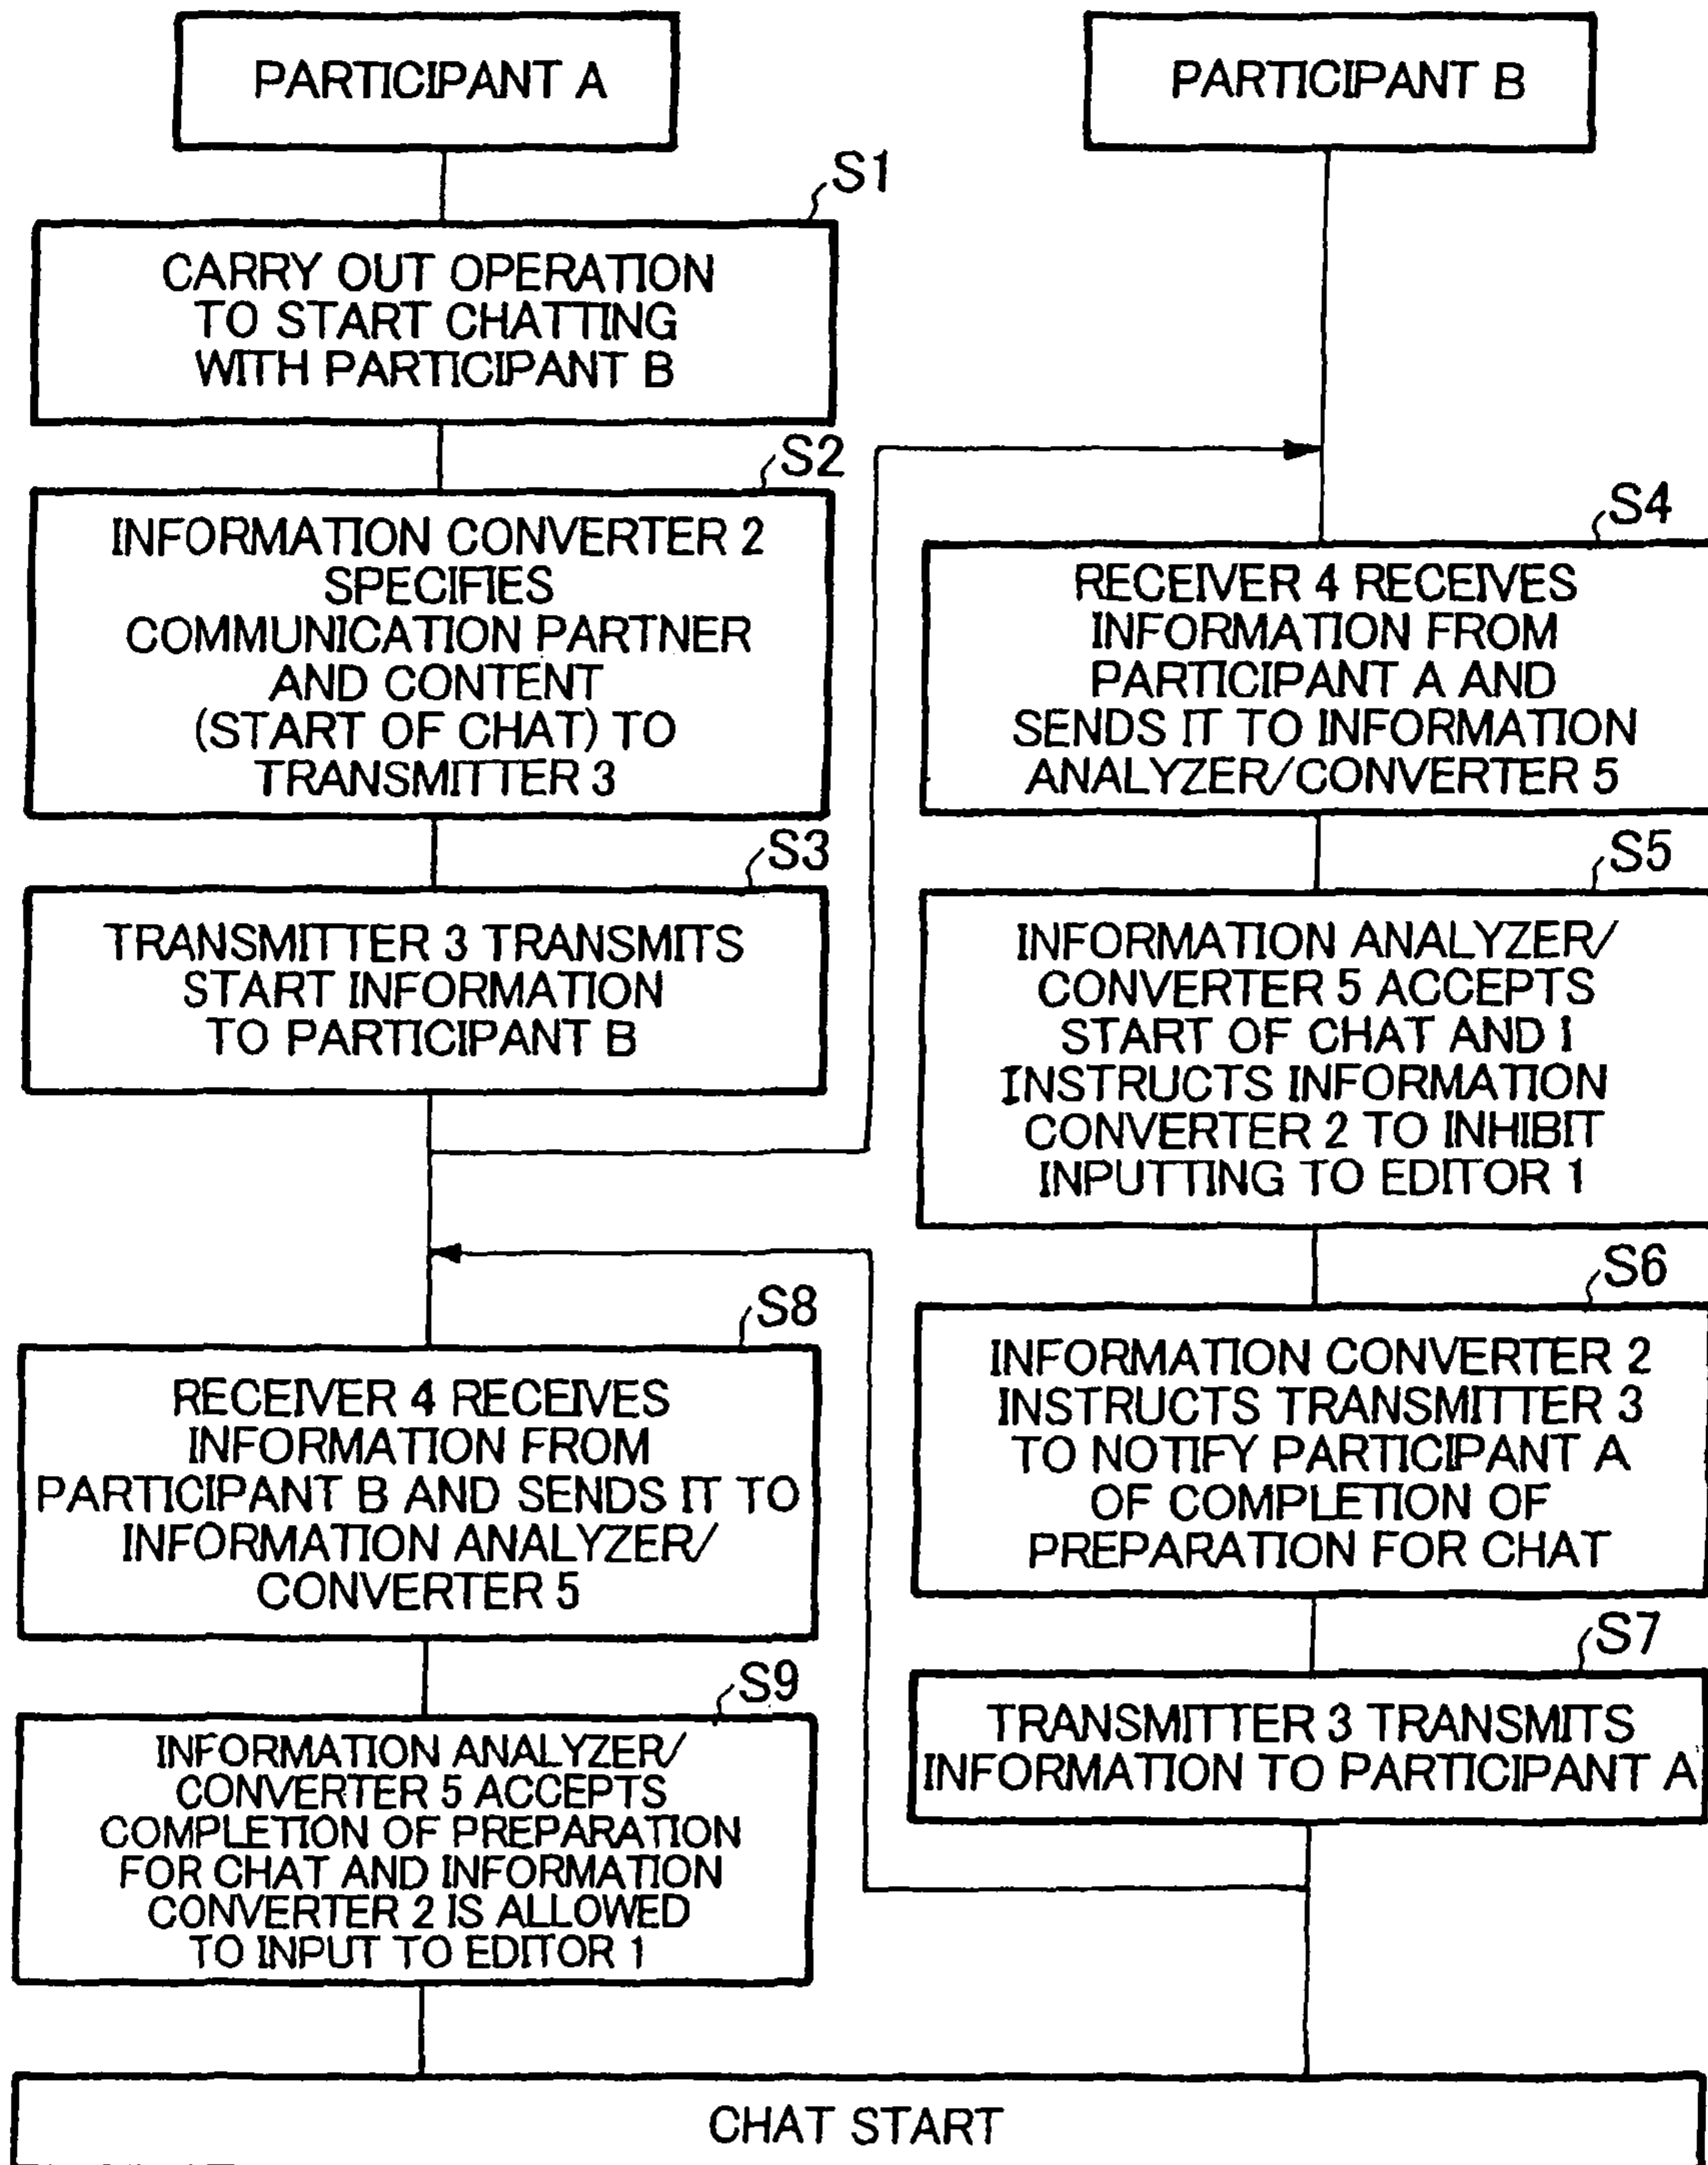 PARTICIPANT A
PARTICIPANT B
S1
CARRY OUT OPERATION
TO START CHATTING
WITH PARTICIPANT B
S2
INFORMATION CONVERTER 2
SPECIFIES
COMMUNICATION PARTNER
AND CONTENT
(START OF CHAT) TO
TRANSMITTER 3
S3
TRANSMITTER 3 TRANSMITS
START INFORMATION
TO PARTICIPANT B
S4
RECEIVER 4 RECEIVES
INFORMATION FROM
PARTICIPANT A AND
SENDS IT TO INFORMATION
ANALYZER/CONVERTER 5
S5
INFORMATION ANALYZER/
CONVERTER 5 ACCEPTS
START OF CHAT AND I
INSTRUCTS INFORMATION
CONVERTER 2 TO INHIBIT
INPUTTING TO EDITOR 1
S6
INFORMATION CONVERTER 2
INSTRUCTS TRANSMITTER 3
TO NOTIFY PARTICIPANT A
OF COMPLETION OF
PREPARATION FOR CHAT
S7
TRANSMITTER 3 TRANSMITS
INFORMATION TO PARTICIPANT A
S8
RECEIVER 4 RECEIVES
INFORMATION FROM
PARTICIPANT B AND SENDS IT TO
INFORMATION ANALYZER/
CONVERTER 5
S9
INFORMATION ANALYZER/
CONVERTER 5 ACCEPTS
COMPLETION OF PREPARATION
FOR CHAT AND INFORMATION
CONVERTER 2 IS ALLOWED
TO INPUT TO EDITOR 1
CHAT START